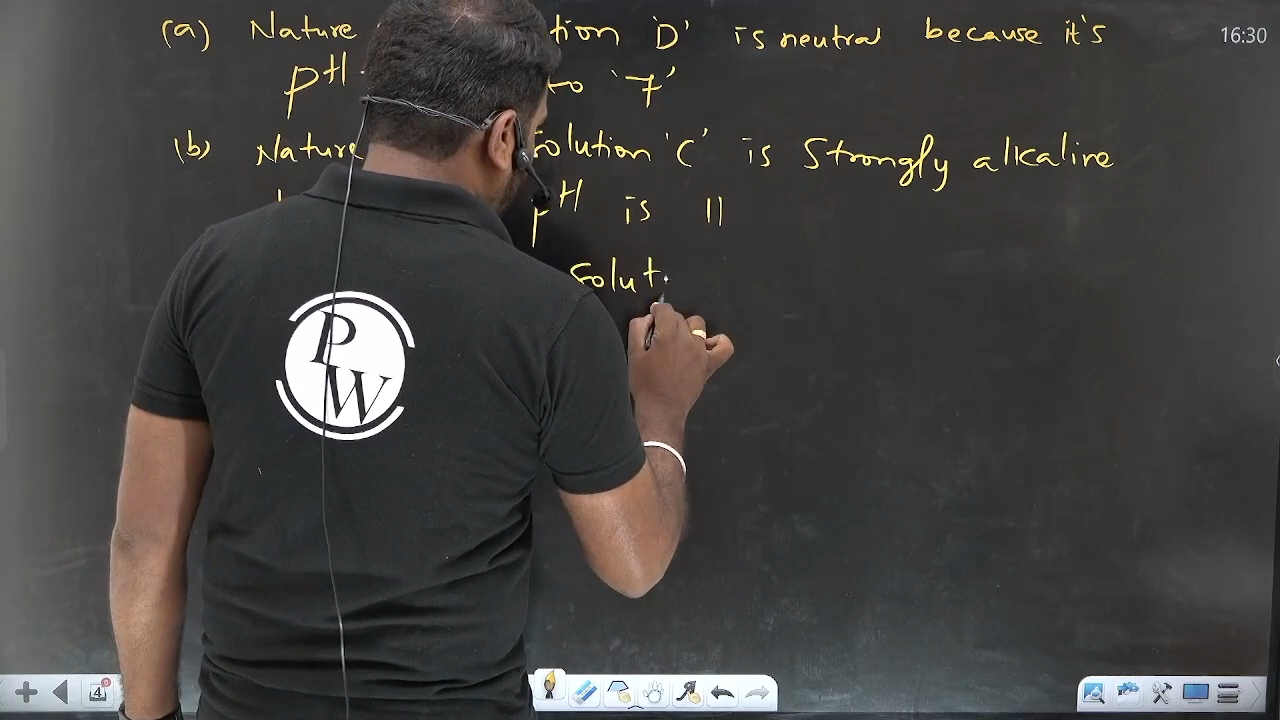 (a) Nature tion 'D' is neutral because it's
pH to '7'
(b) Nature solution 'C' is Strongly alkaline
pH is 11
Solut
16:30
PW
4